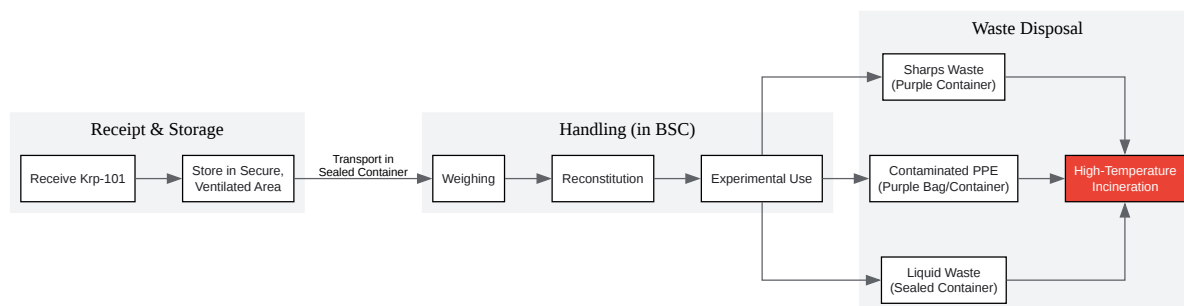 Waste Disposal
Sharps Waste
(Purple Container)
Receipt & Storage
Handling (in BSC)
Transport in
Sealed Container
Receive Krp-101
Store in Secure,
Ventilated Area
Weighing
Reconstitution
Experimental Use
Contaminated PPE
(Purple Bag/Container)
High-Temperature
Incineration
Liquid Waste
(Sealed Container)